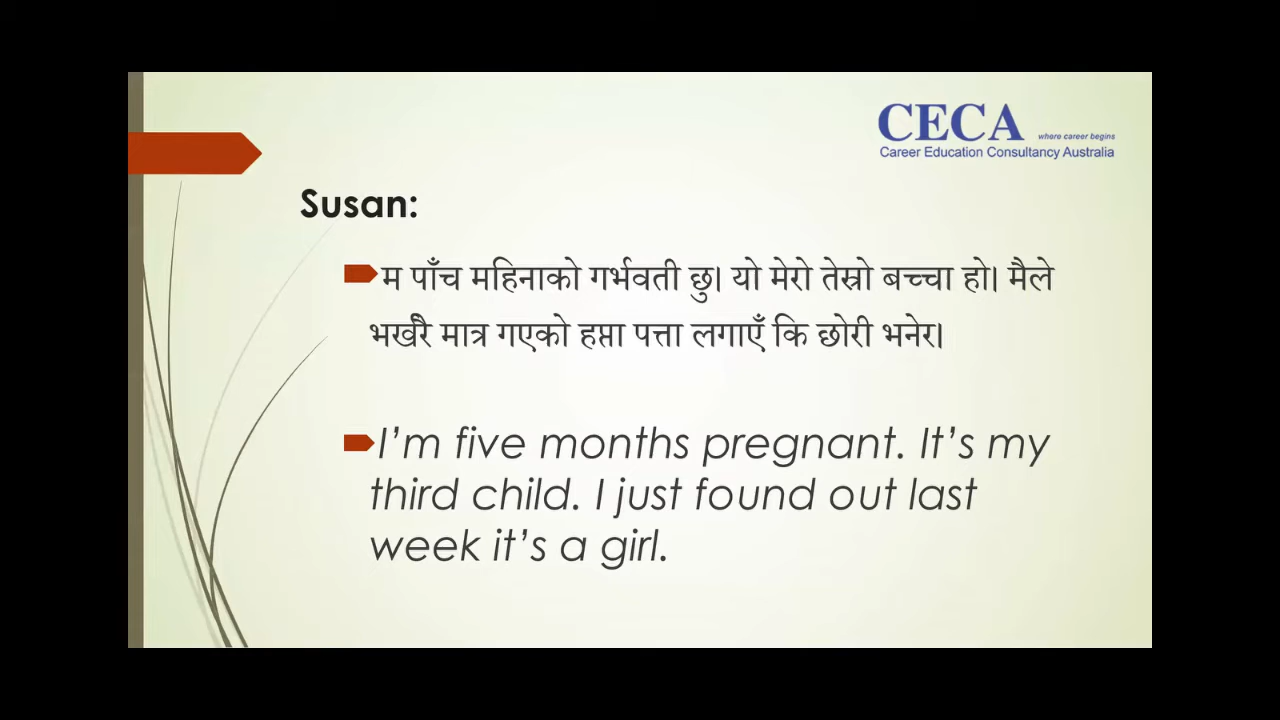 CECA where career begins
Career Education Consultancy Australia
Susan:
म पाँच महिनाको गर्भवती छु। यो मेरो तेस्रो बच्चा हो। मैले
भर्खरै मात्र गएको हप्ता पत्ता लगाएँ कि छोरी भनेर।
I’m five months pregnant. It’s my
third child. I just found out last
week it’s a girl.